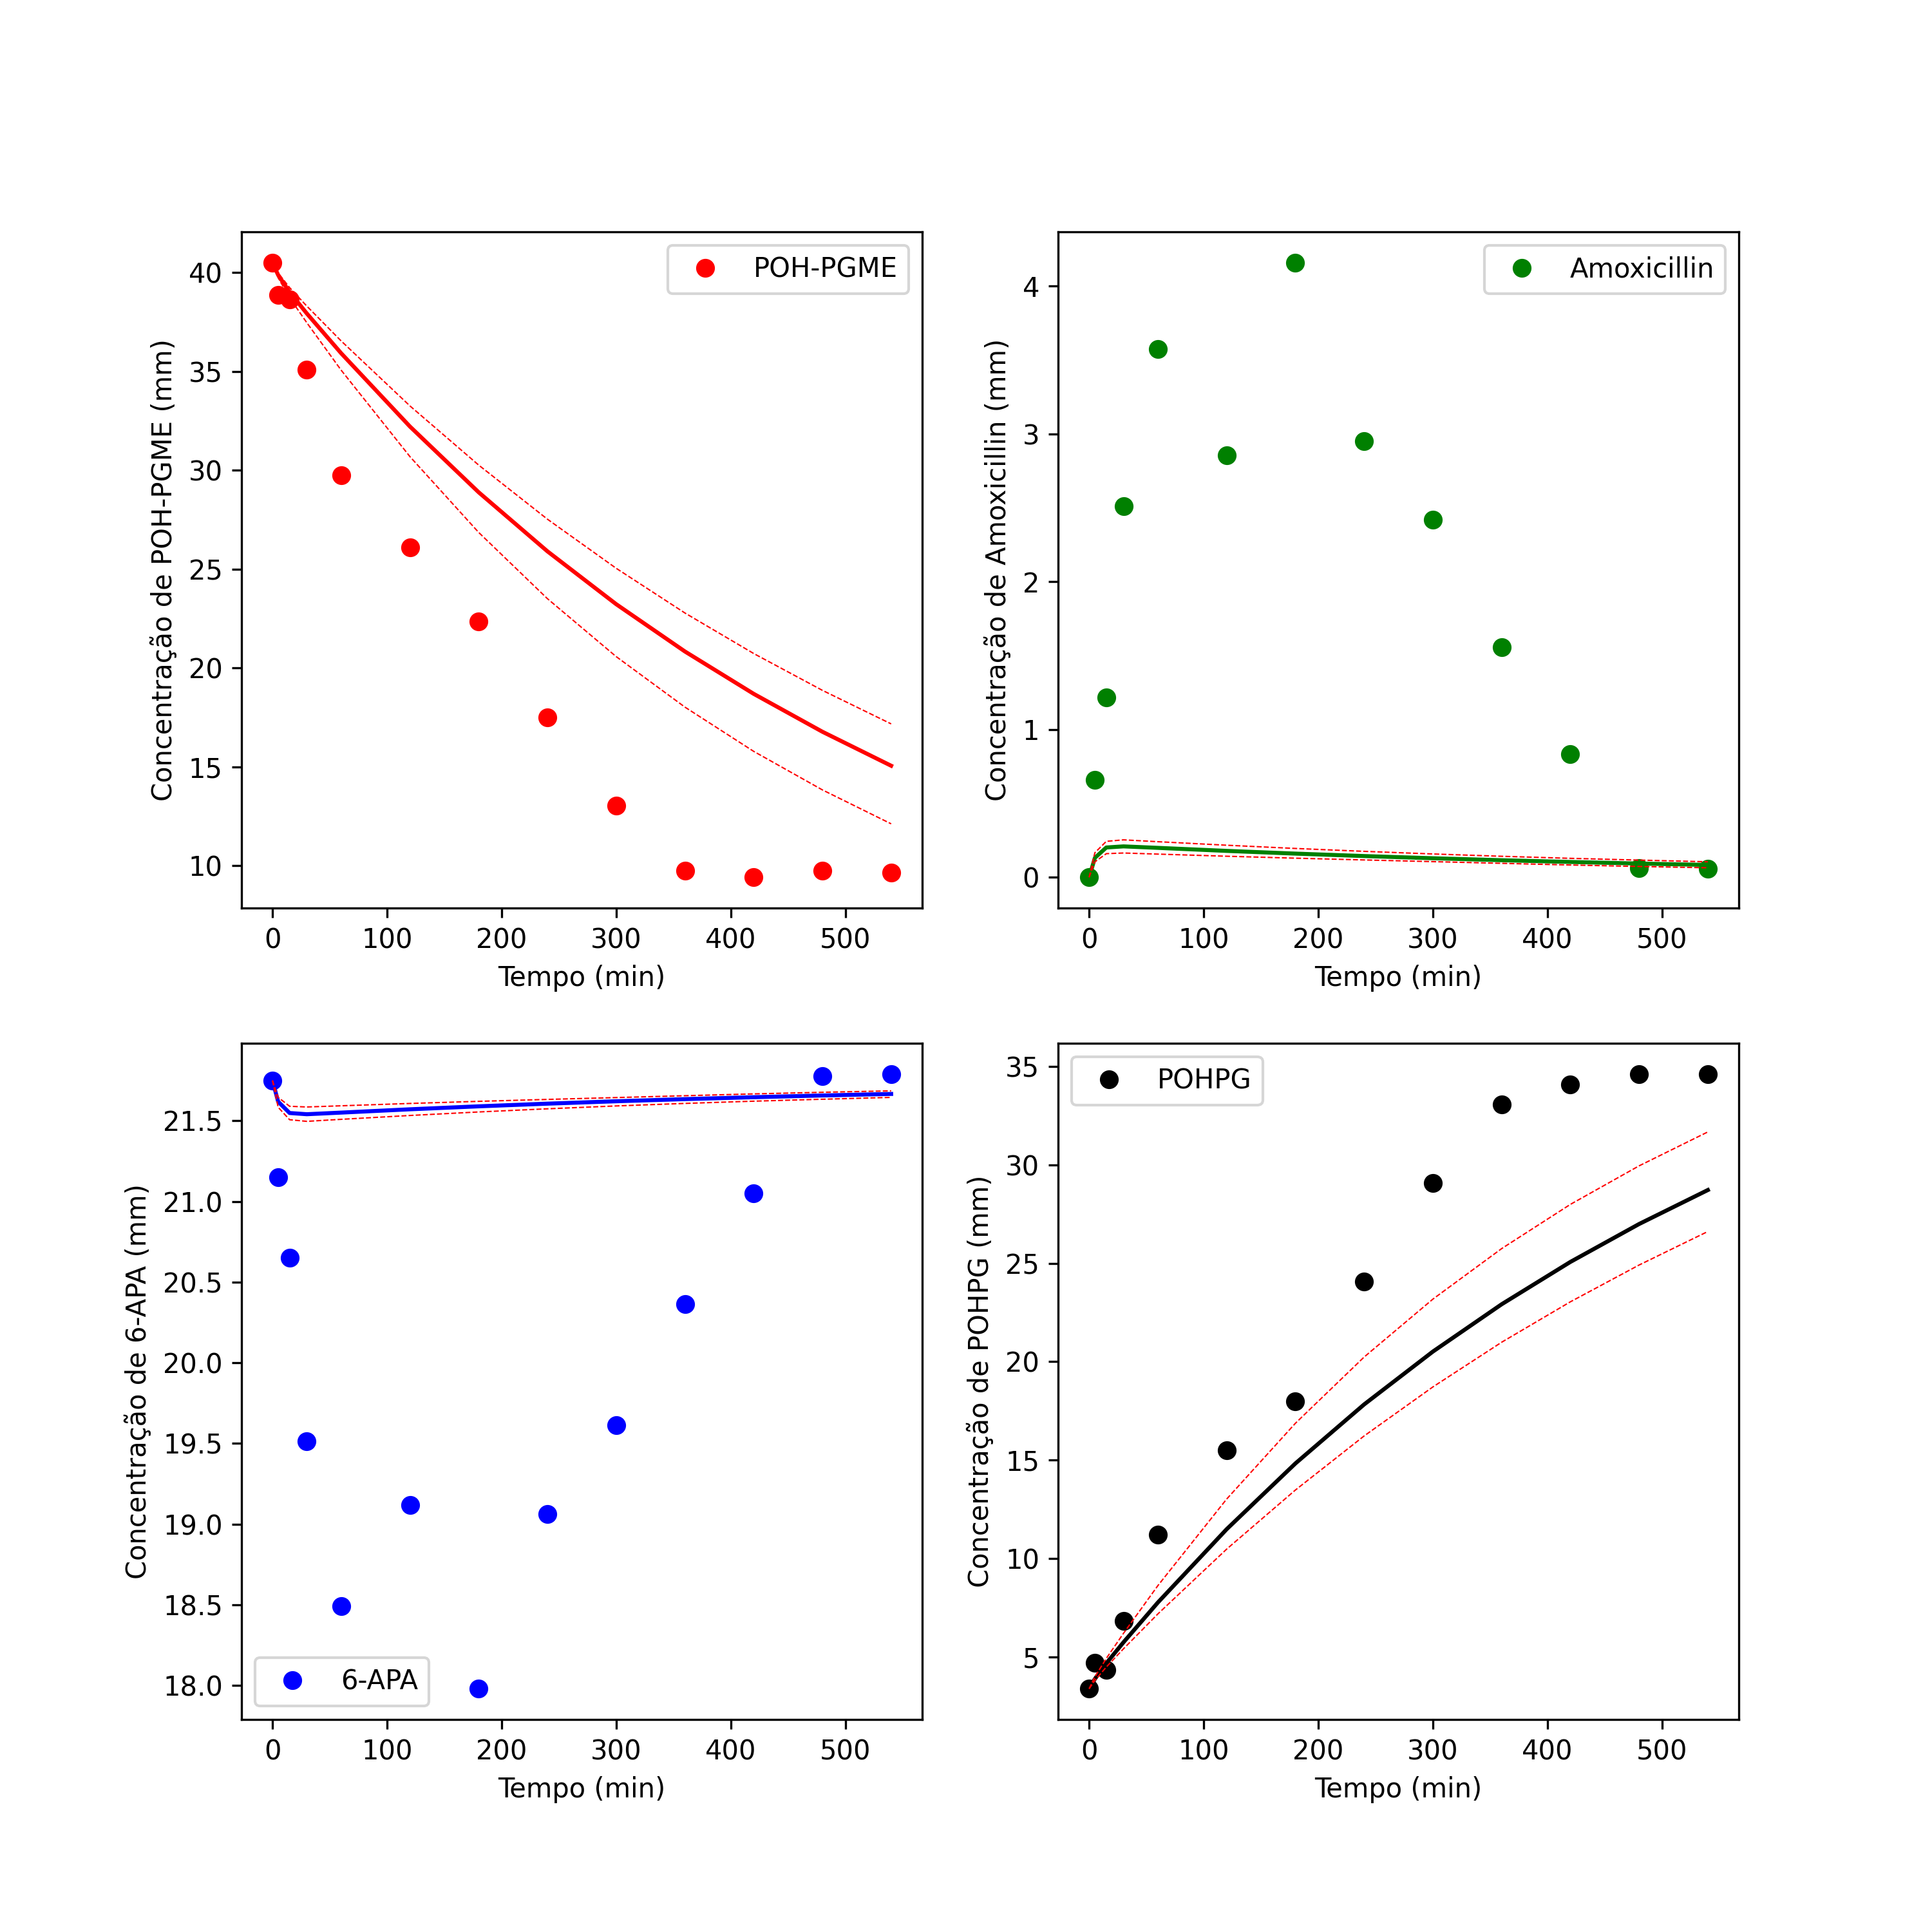 POH-PGME
Concentração de POH-PGME (mm)
40
35
30
25
20
15
10
0 100 200 300 400 500
Tempo (min)
Amoxicillin
Concentração de Amoxicillin (mm)
4
3
2
1
0
0 100 200 300 400 500
Tempo (min)
6-APA
Concentração de 6-APA (mm)
21.5
21.0
20.5
20.0
19.5
19.0
18.5
18.0
0 100 200 300 400 500
Tempo (min)
POHPG
Concentração de POHPG (mm)
35
30
25
20
15
10
5
0 100 200 300 400 500
Tempo (min)